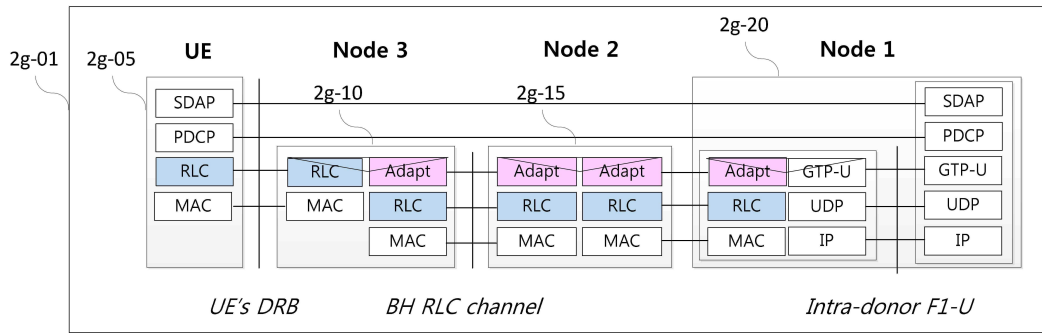 2g-20
UE Node 3 Node 2 Node 1
2g-01 2g-05
2g-10 2g-15
SDAP SDAP
PDCP PDCP
RLC RLC Adapt Adapt Adapt Adapt GTP-U GTP-U
MAC MAC RLC RLC RLC RLC UDP UDP
MAC MAC MAC MAC IP IP
UE's DRB BH RLC channel Intra-donor F1-U